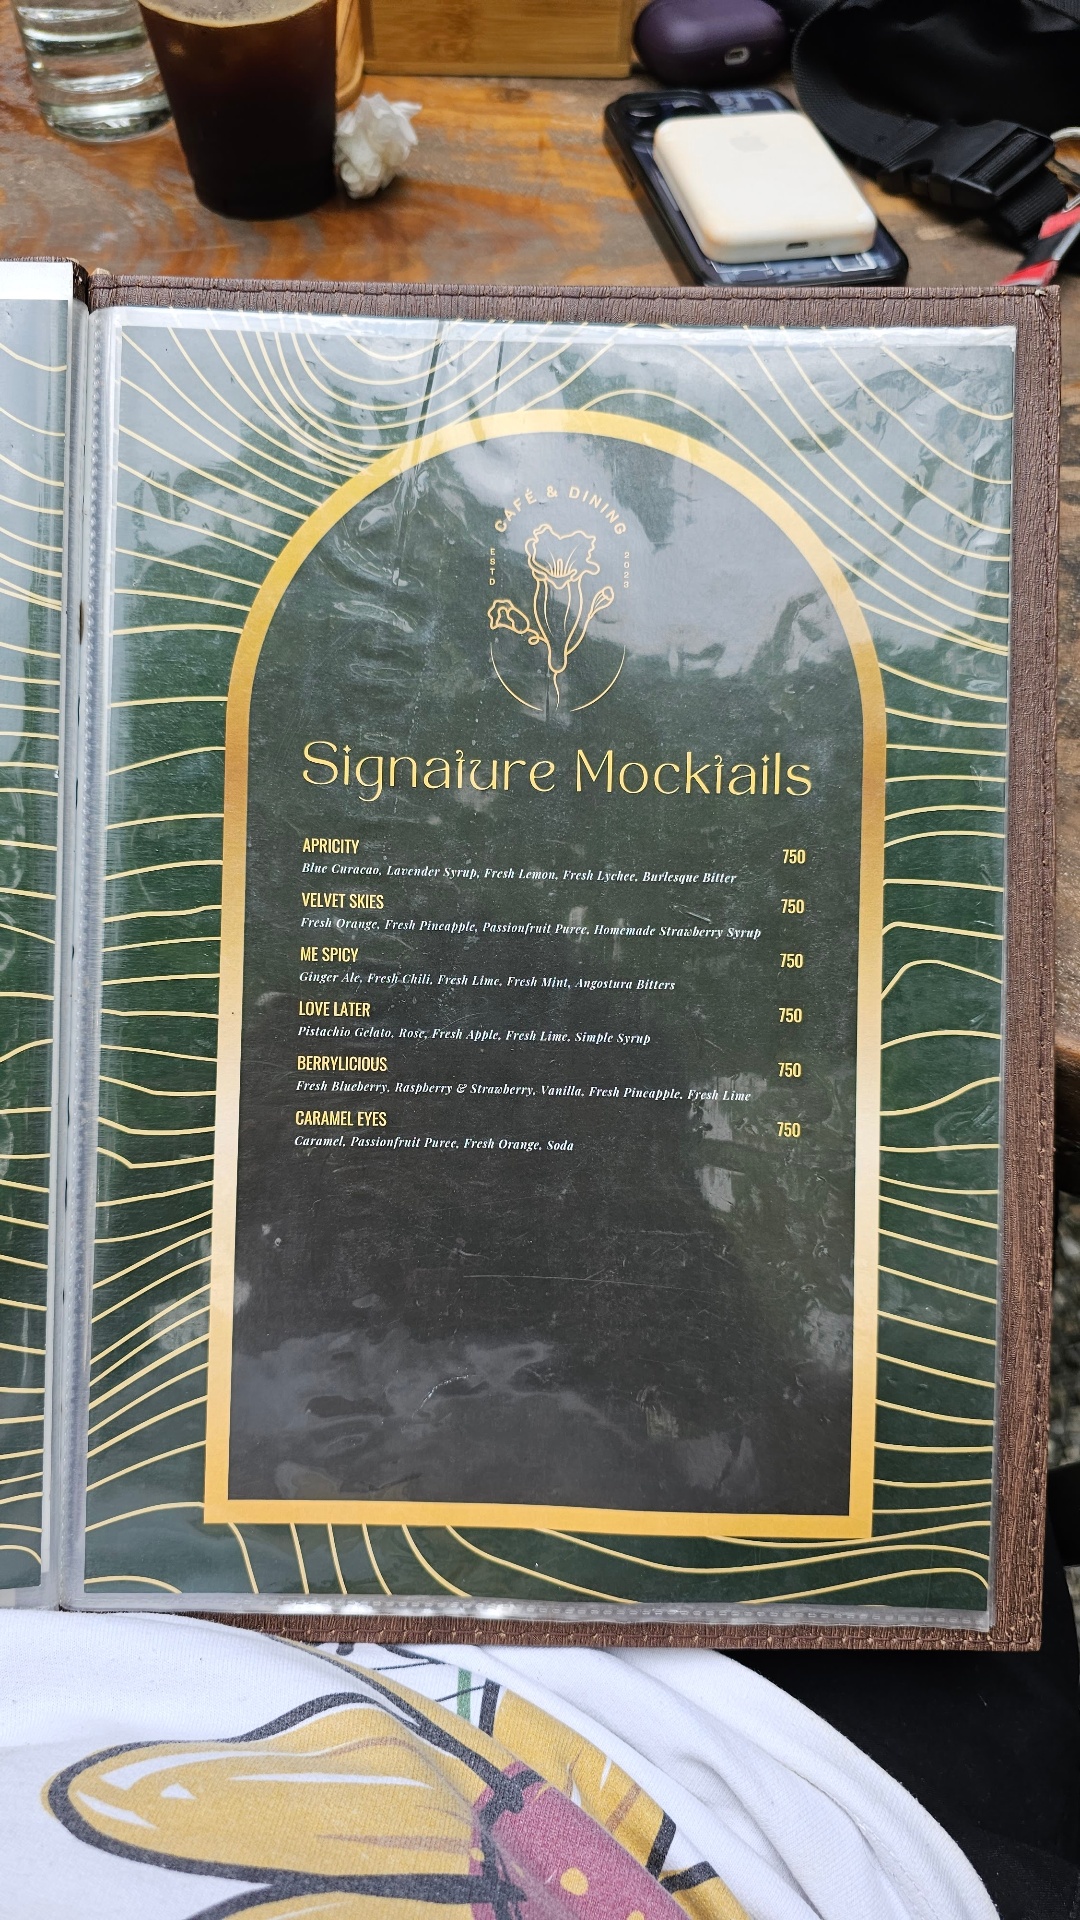 CAFÉ & DINING
ESTD
2023
Signature Mocktails
APRICITY 750
Blue Curacao, Lavender Syrup, Fresh Lemon, Fresh Lychee, Burlesque Bitter
VELVET SKIES 750
Fresh Orange, Fresh Pineapple, Passionfruit Puree, Homemade Strawberry Syrup
ME SPICY 750
Ginger Ale, Fresh Chili, Fresh Lime, Fresh Mint, Angostura Bitters
LOVE LATER 750
Pistachio Gelato, Rose, Fresh Apple, Fresh Lime, Simple Syrup
BERRYLICIOUS 750
Fresh Blueberry, Raspberry & Strawberry, Vanilla, Fresh Pineapple, Fresh Lime
CARAMEL EYES 750
Caramel, Passionfruit Puree, Fresh Orange, Soda